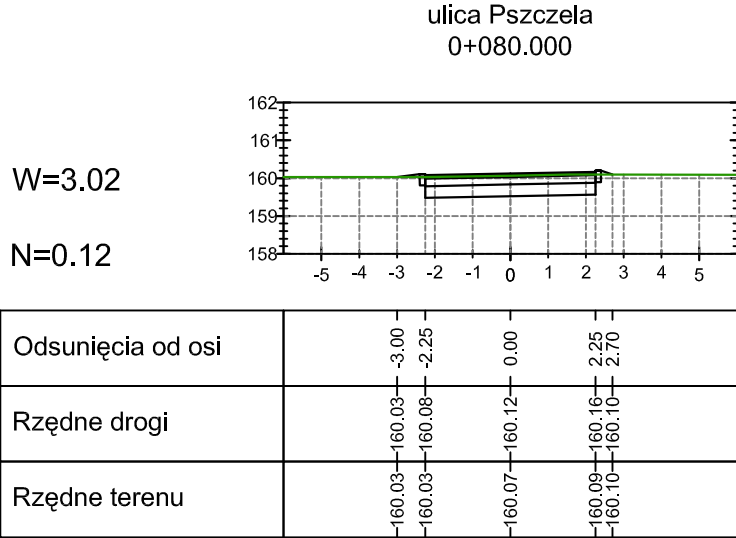 ulica Pszczela
0+080.000
162
161
160
159
158
W=3.02
N=0.12
-5 -4 -3 -2 -1 0 1 2 3 4 5
Odsunięcia od osi -3.00 -2.25 0.00 2.25 2.70
Rzędne drogi 160.03 160.08 160.12 160.16 160.10
Rzędne terenu 160.03 160.03 160.07 160.09 160.10